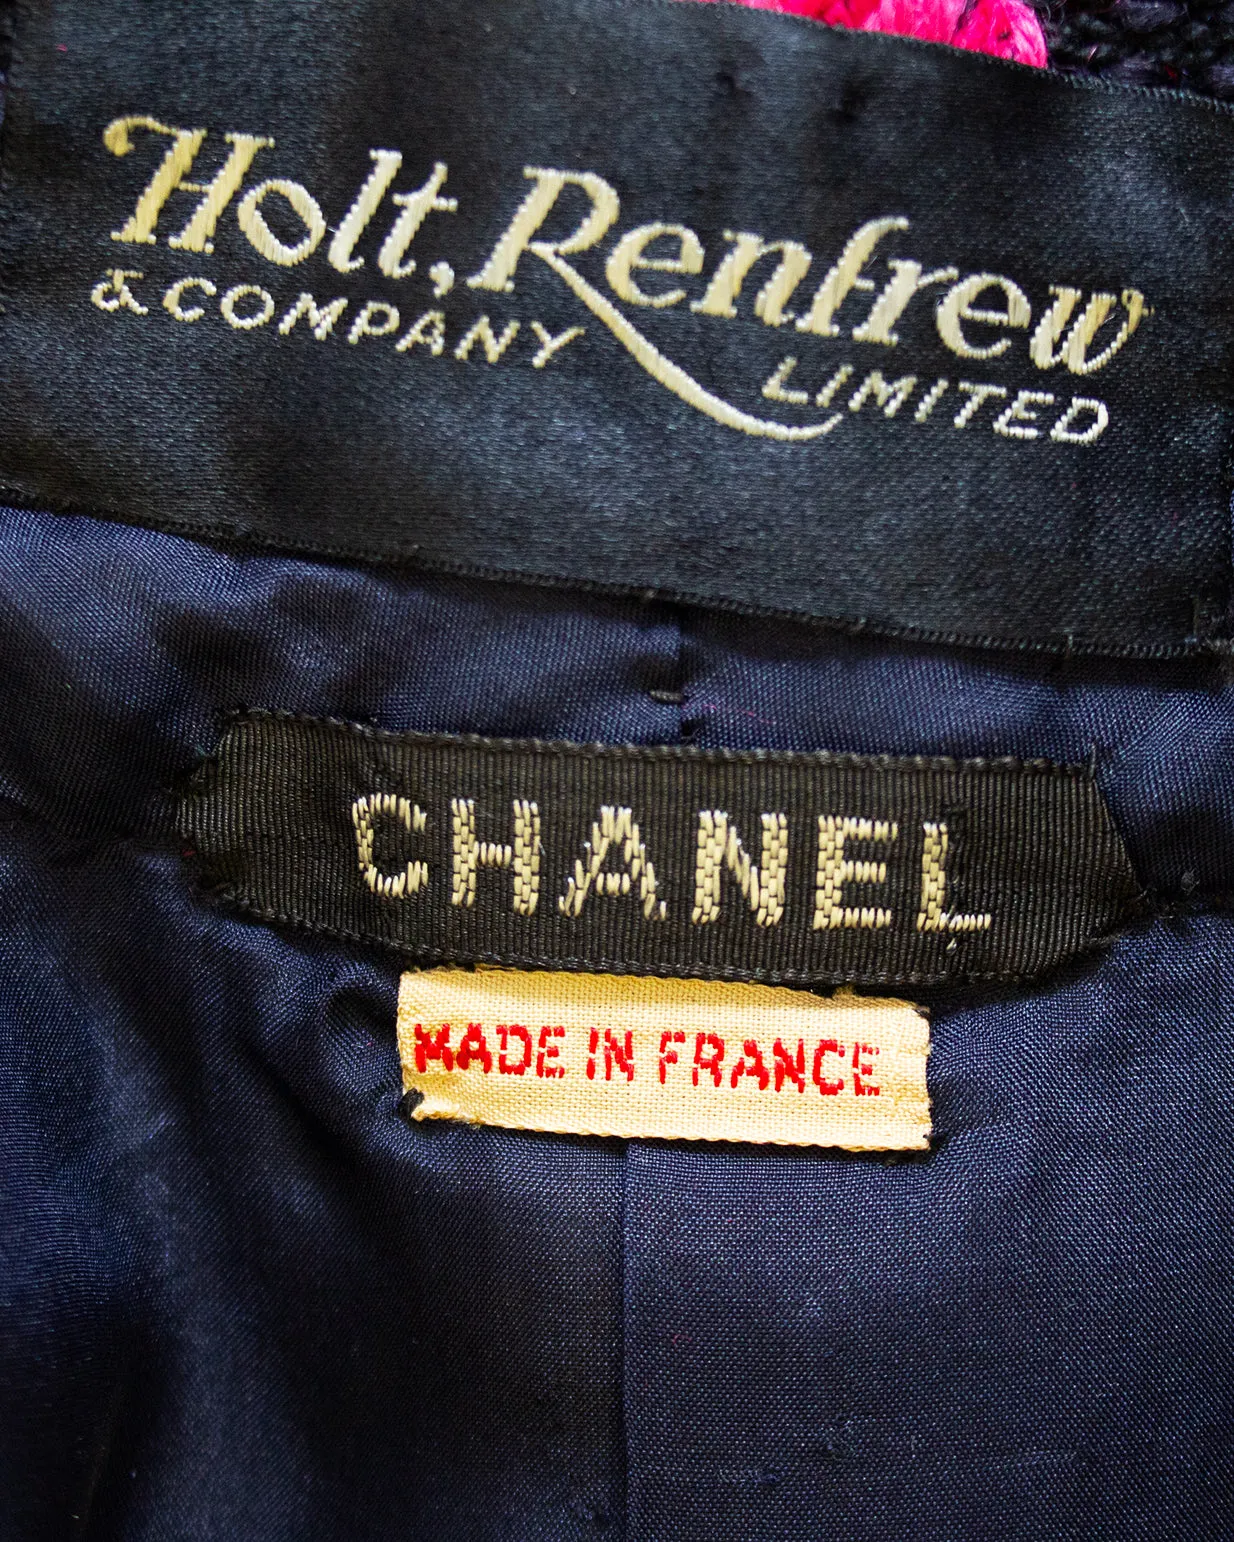 Holt, Renfrew
& COMPANY LIMITED
CHANEL
MADE IN FRANCE